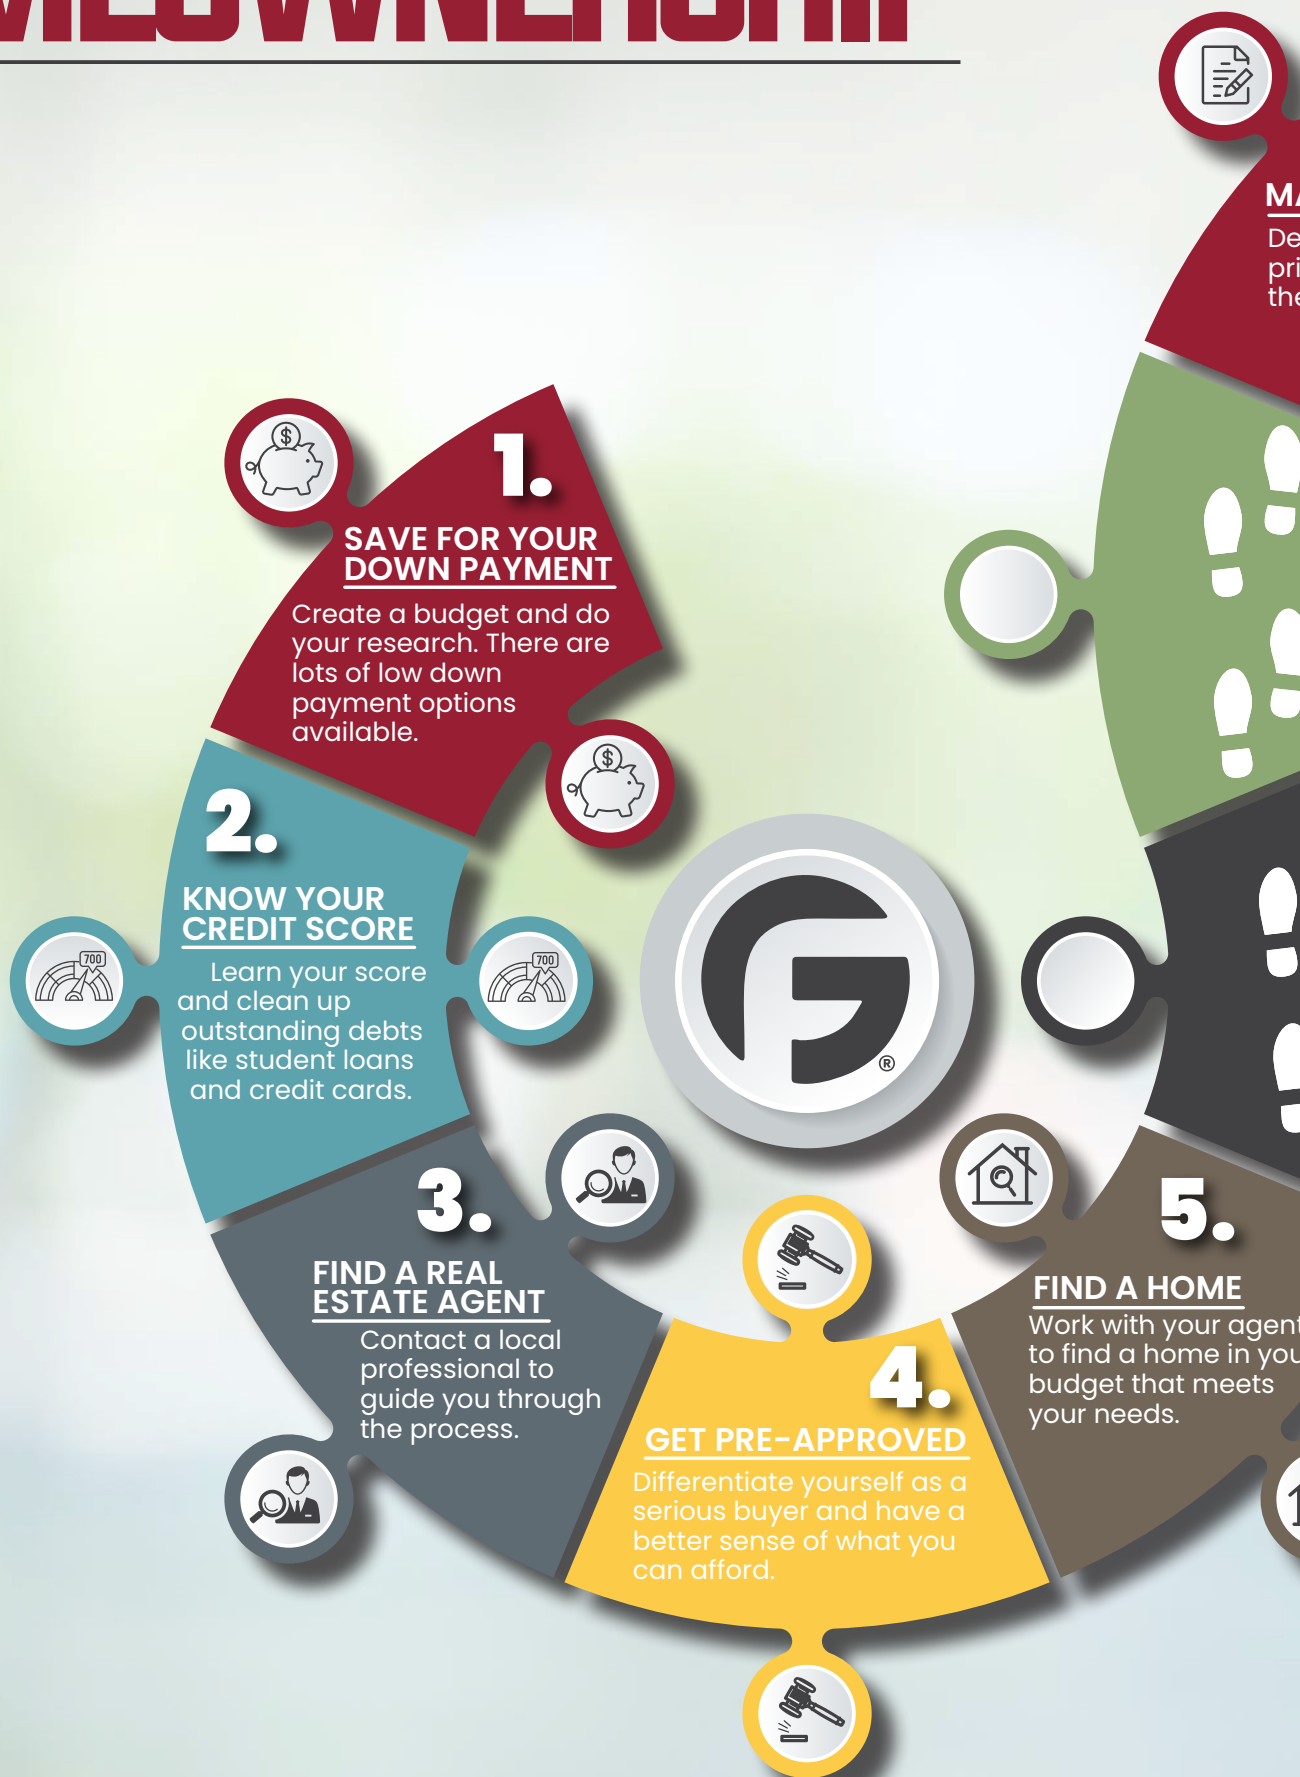 1.
SAVE FOR YOUR
DOWN PAYMENT
Create a budget and do
your research. There are
lots of low down
payment options
available.
2.
KNOW YOUR
CREDIT SCORE
Learn your score
and clean up
outstanding debts
like student loans
and credit cards.
700
700
3.
FIND A REAL
ESTATE AGENT
Contact a local
professional to
guide you through
the process.
4.
GET PRE-APPROVED
Differentiate yourself as a
serious buyer and have a
better sense of what you
can afford.
5.
FIND A HOME
Work with your agent
to find a home in
budget that meets
your needs.
®